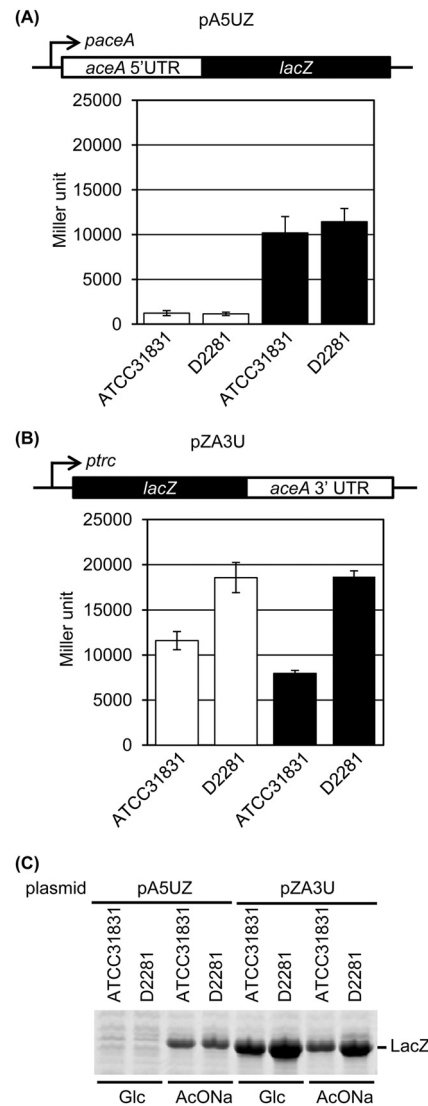 (A)
pA5UZ
paceA
aceA 5'UTR lacZ
25000
20000
15000
10000
5000
0
Miller unit
ATCC31831
D2281
ATCC31831
D2281
(B)
pZA3U
ptrc
lacZ aceA 3' UTR
25000
20000
15000
10000
5000
0
Miller unit
ATCC31831
D2281
ATCC31831
D2281
(C)
plasmid pA5UZ pZA3U
ATCC31831
D2281
ATCC31831
D2281
ATCC31831
D2281
ATCC31831
D2281
LacZ
Glc AcONa Glc AcONa